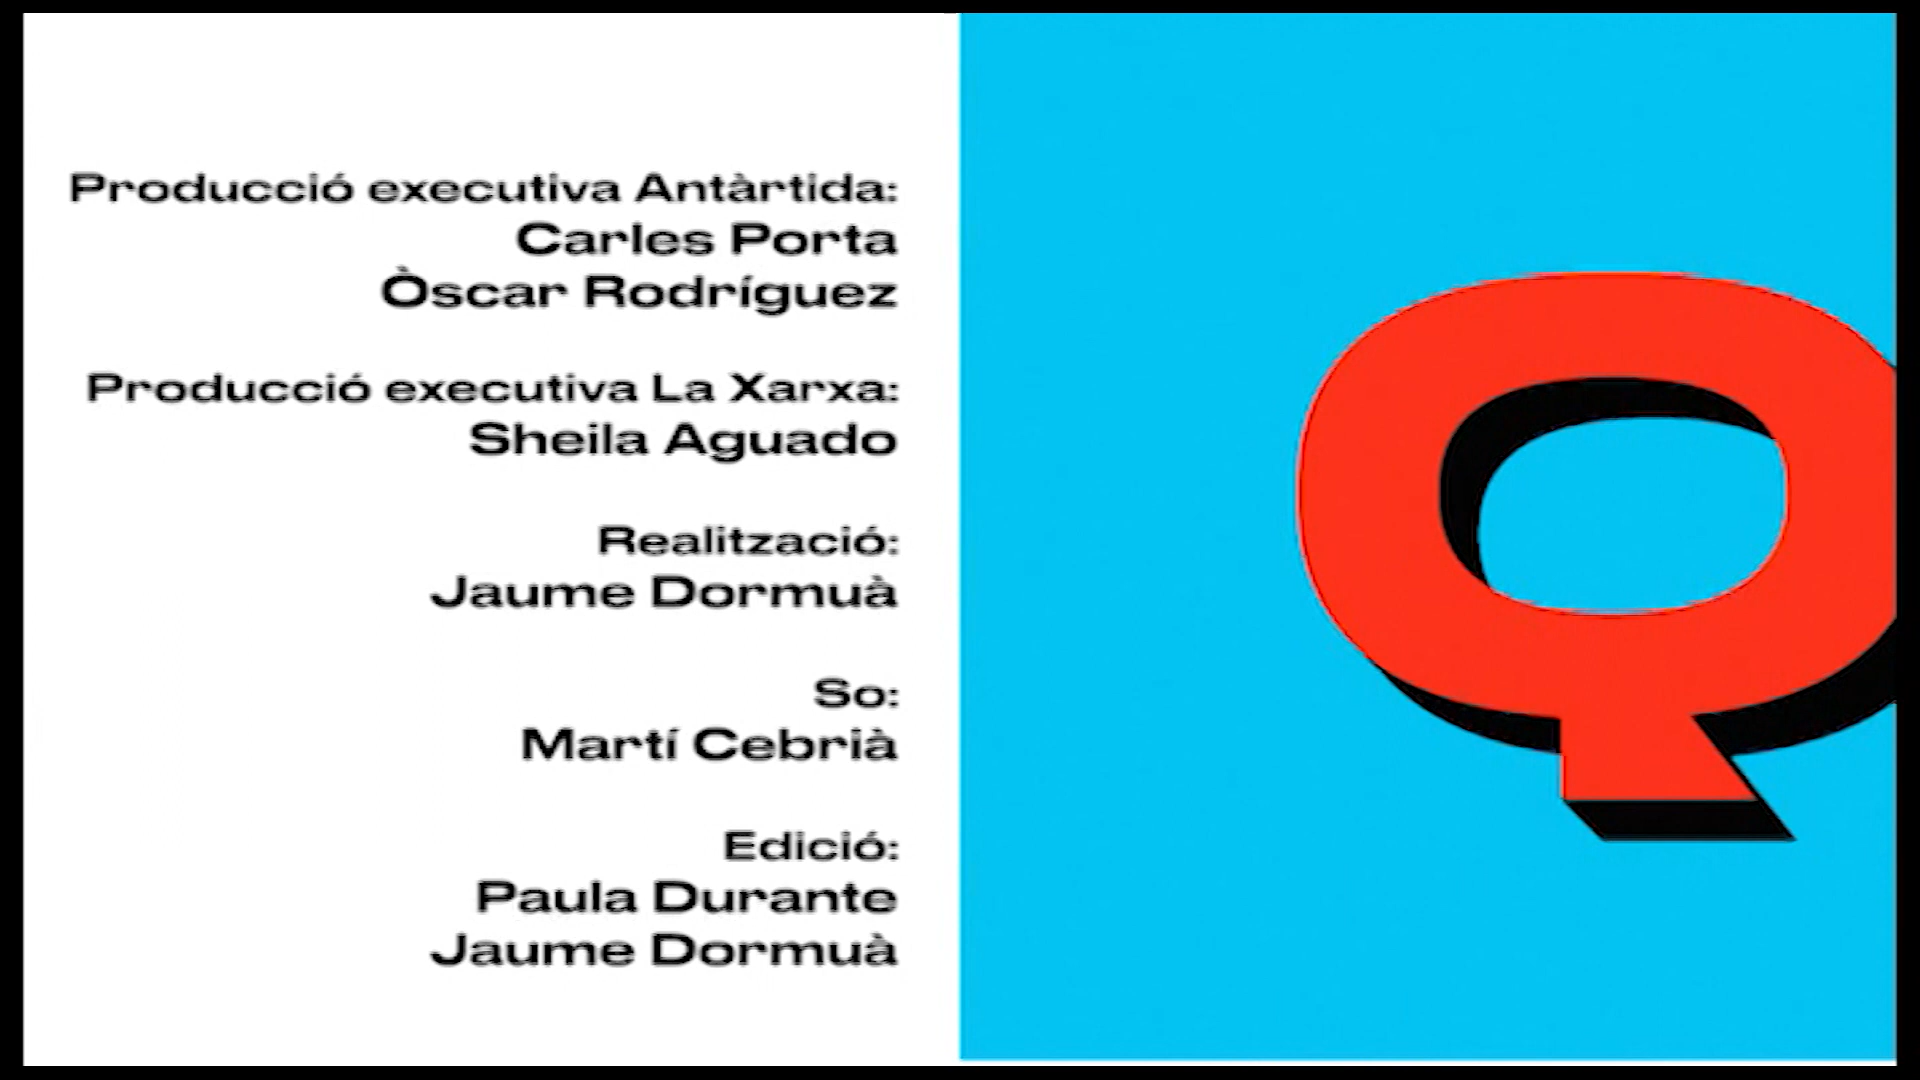 Producció executiva Antàrtida:
Carles Porta
Òscar Rodríguez
Producció executiva La Xarxa:
Sheila Aguado
Realització:
Jaume Dormuà
So:
Martí Cebrià
Edició:
Paula Durante
Jaume Dormuà
Q